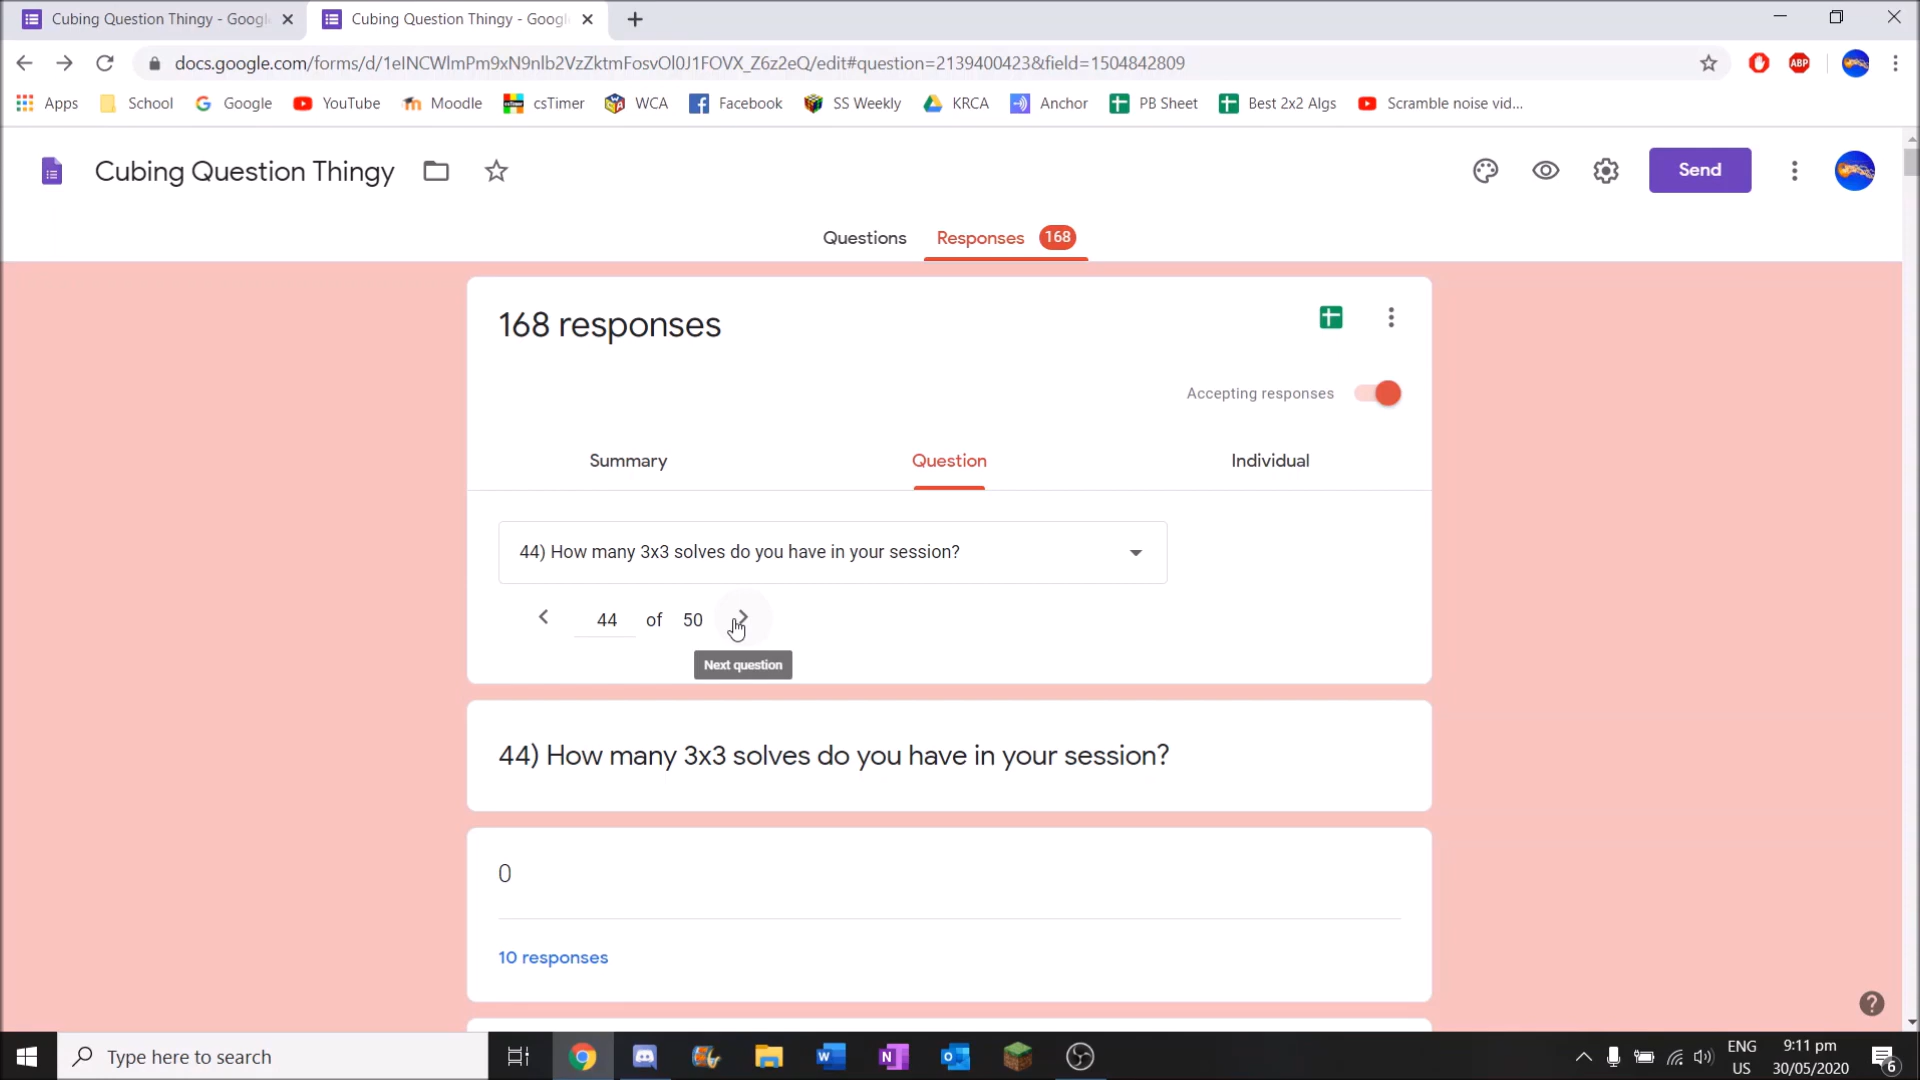 Cubing Question Thingy - Googl
Cubing Question Thingy - Googl
docs.google.com/forms/d/1eINCWlmPm9xN9nlb2VzZktmFosvOl0J1FOVX_Z6z2eQ/edit#question=2139400423&field=1504842809
ABP
Apps School Google YouTube Moodle csTimer WCA Facebook SS Weekly KRCA Anchor PB Sheet Best 2x2 Algs Scramble noise vid...
Cubing Question Thingy
Send
Questions Responses 168
168 responses
Accepting responses
Summary Question Individual
44) How many 3x3 solves do you have in your session?
44 of 50
Next question
44) How many 3x3 solves do you have in your session?
0
10 responses
Type here to search
ENG
US
9:11 pm
30/05/2020
6